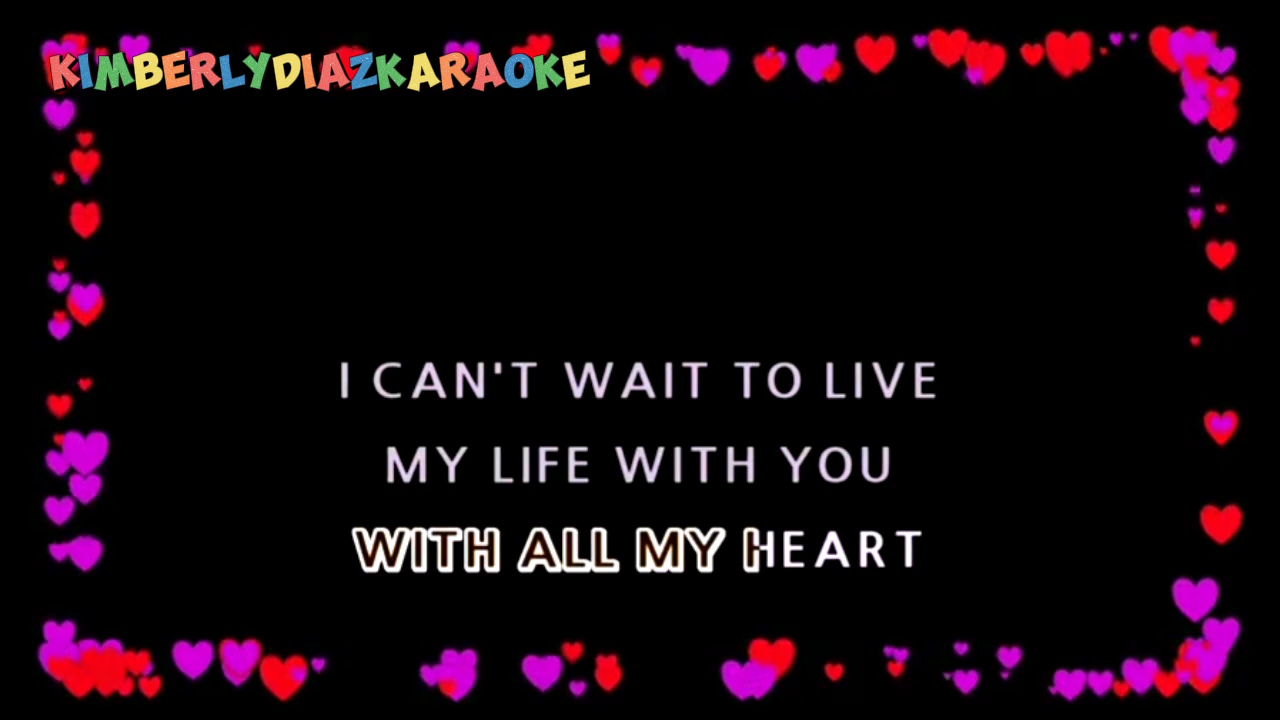 KIMBERLYDIAZKARAOKE
I CAN'T WAIT TO LIVE
MY LIFE WITH YOU
WITH ALL MY HEART